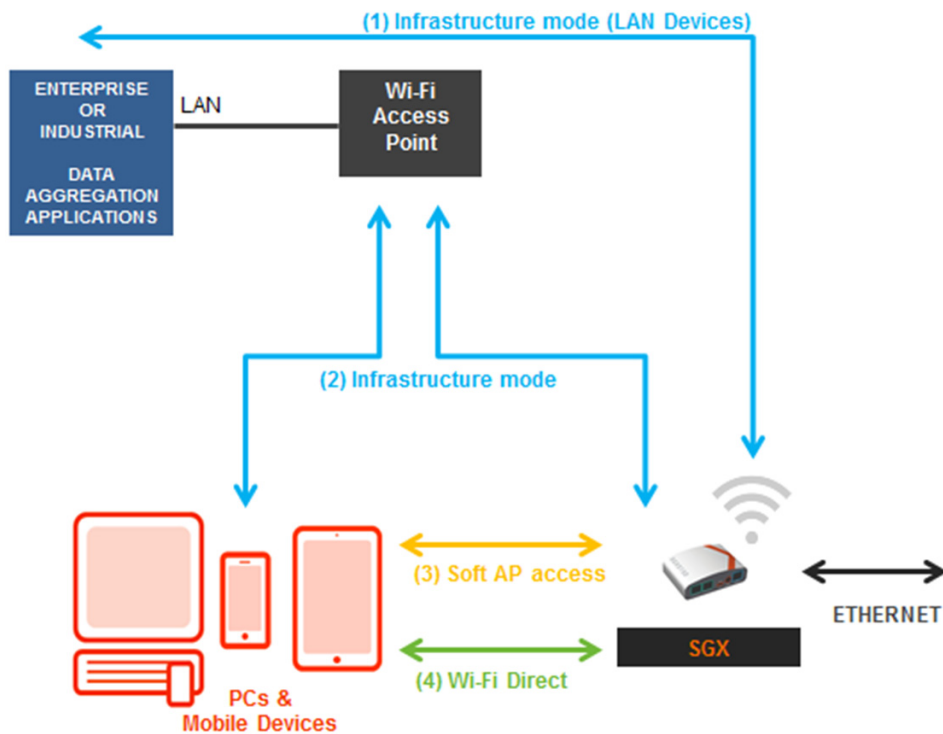 (1) Infrastructure mode (LAN Devices)
ENTERPRISE
OR
INDUSTRIAL
DATA
AGGREGATION
APPLICATIONS
LAN
Wi-Fi
Access
Point
(2) Infrastructure mode
(3) Soft AP access
ETHERNET
SGX
(4) Wi-Fi Direct
PCs &
Mobile Devices